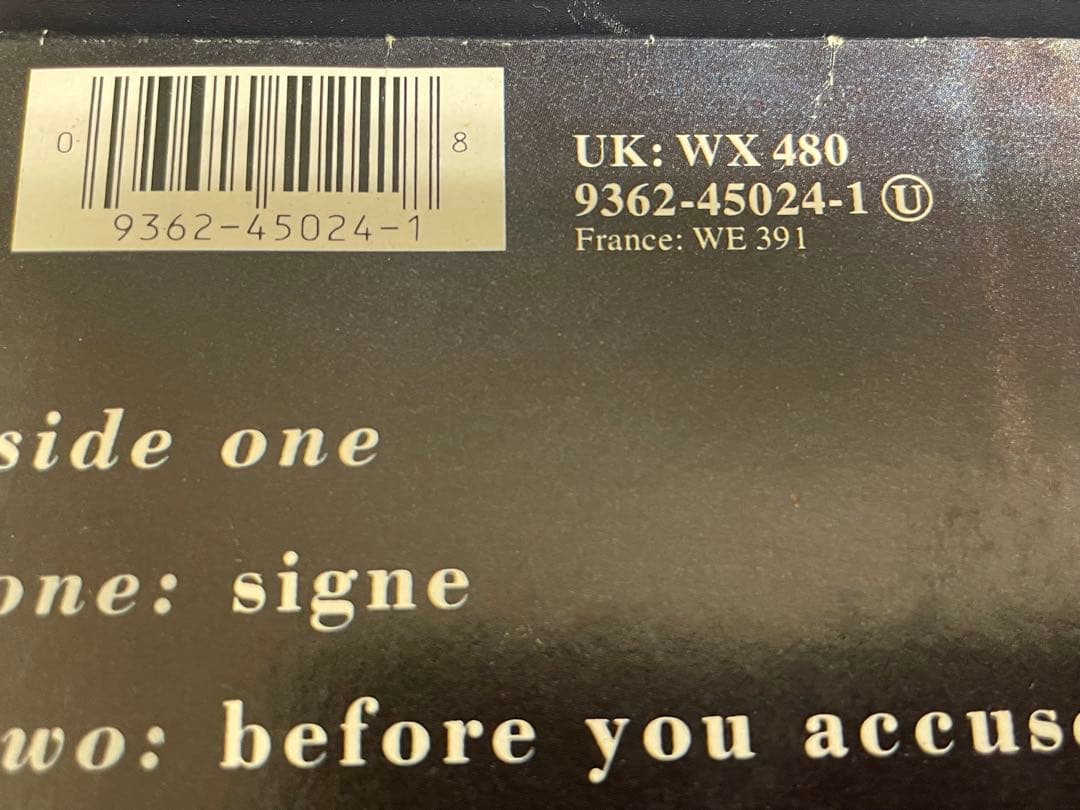 0 8
9362-45024-1
UK: WX 480
9362-45024-1 Ⓤ
France: WE 391
side one
one: signe
two: before you accuse